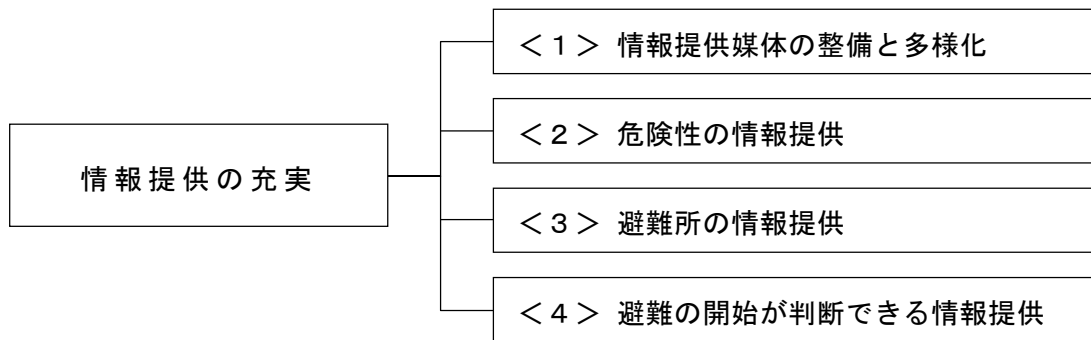 情報提供の充実
＜１＞ 情報提供媒体の整備と多様化
＜２＞ 危険性の情報提供
＜３＞ 避難所の情報提供
＜４＞ 避難の開始が判断できる情報提供